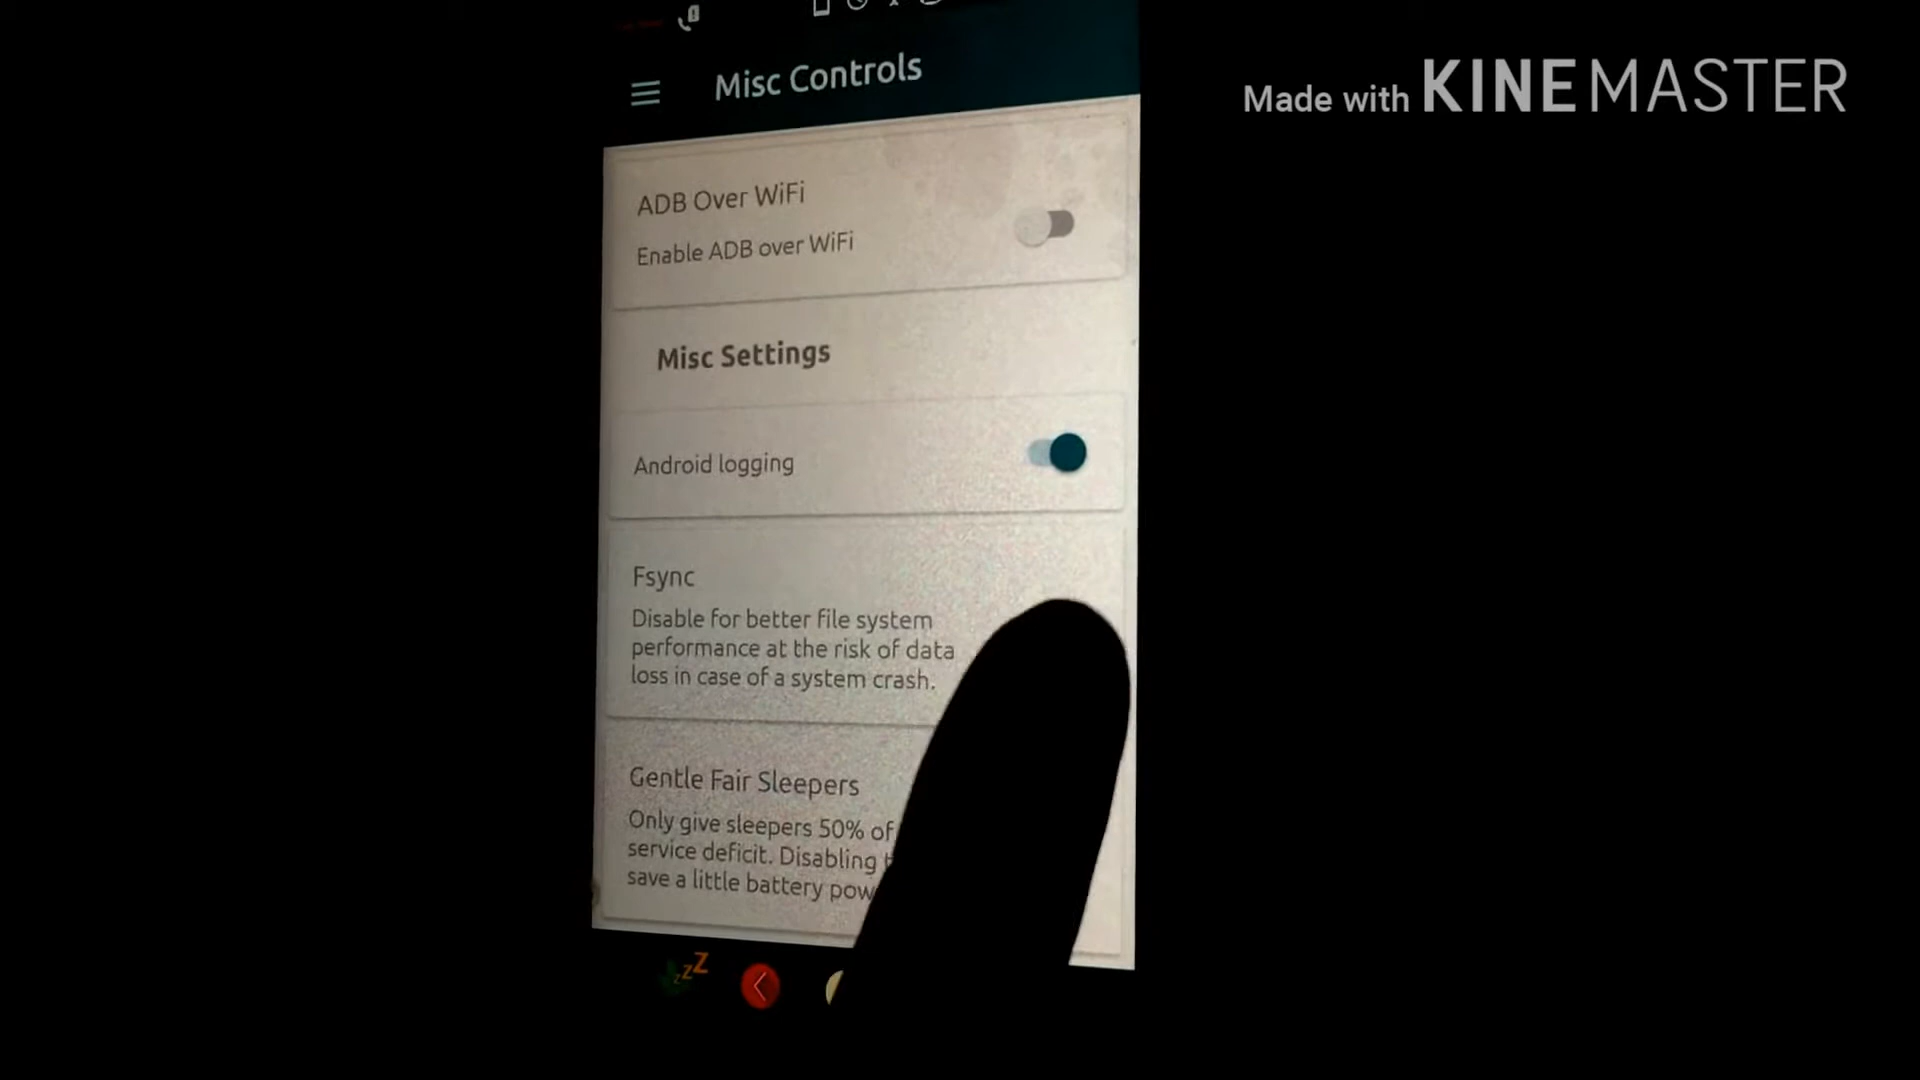 Misc Controls
Made with KINEMASTER
ADB Over WiFi
Enable ADB over WiFi
Misc Settings
Android logging
Fsync
Disable for better file system
performance at the risk of data
loss in case of a system crash.
Gentle Fair Sleepers
Only give sleepers 50% of
service deficit. Disabling
save a little battery
zzZ